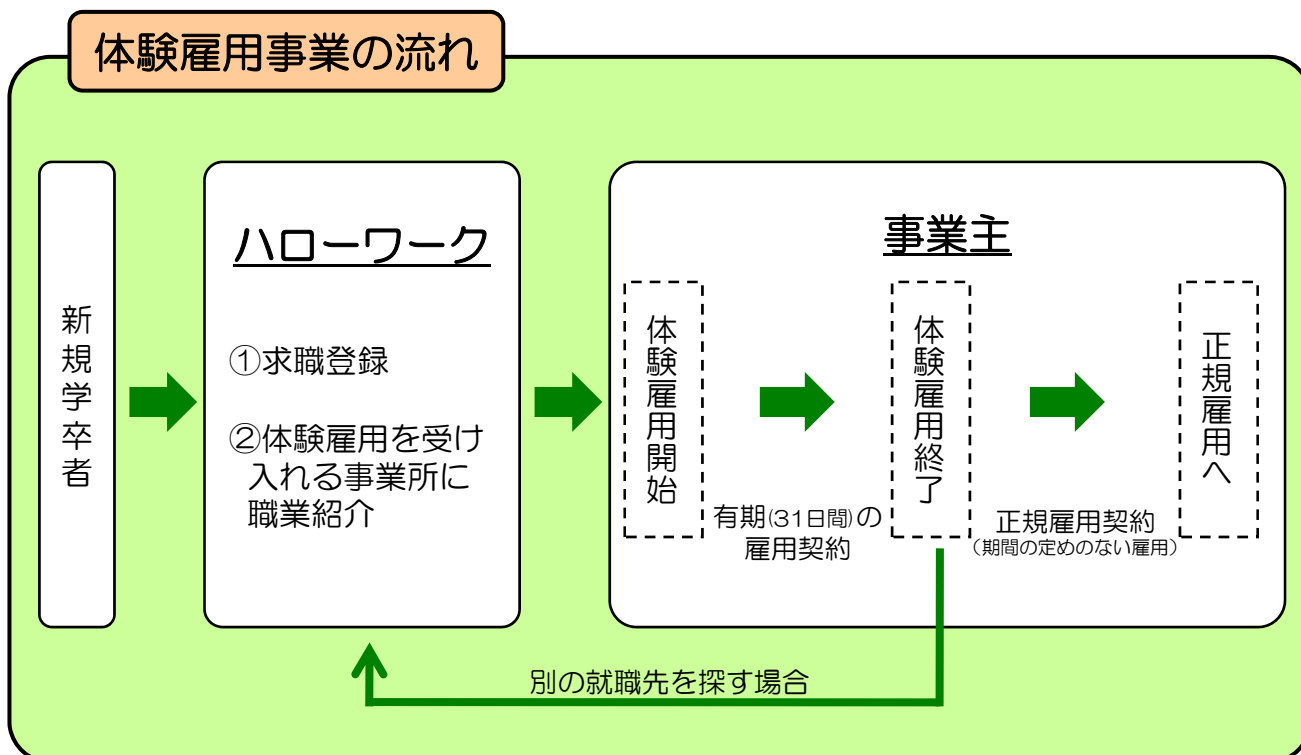 体験雇用事業の流れ
新規学卒者
ハローワーク
①求職登録
②体験雇用を受け
入れる事業所に
職業紹介
事業主
体験雇用開始
有期(31日間)の
雇用契約
体験雇用終了
正規雇用契約
（期間の定めのない雇用）
正規雇用へ
別の就職先を探す場合